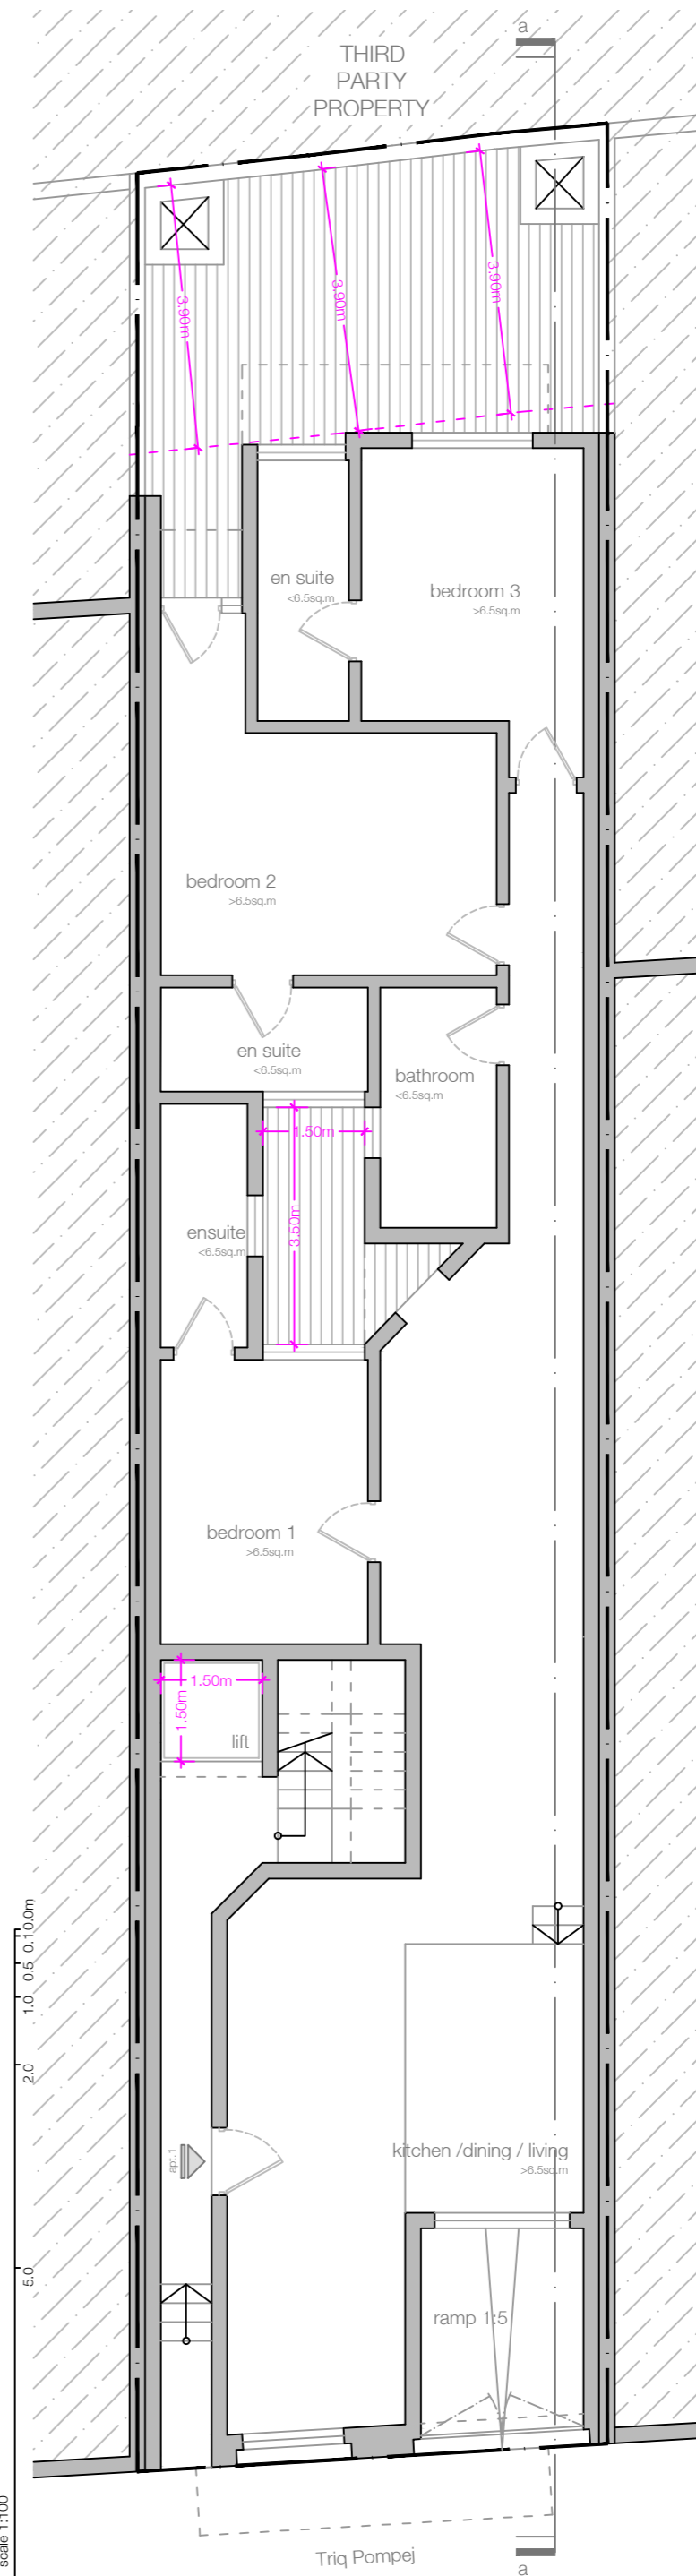 a
THIRD
PARTY
PROPERTY
3.90m
3.90m
3.90m
en suite
<6.5sq.m
bedroom 3
>6.5sq.m
bedroom 2
>6.5sq.m
en suite
<6.5sq.m
bathroom
<6.5sq.m
1.50m
3.50m
ensuite
<6.5sq.m
bedroom 1
>6.5sq.m
1.50m
1.50m
lift
0.0m
0.1
0.5
1.0
2.0
5.0
scale 1:100
apt.1
kitchen /dining / living
>6.5sq.m
ramp 1:5
Triq Pompej
a